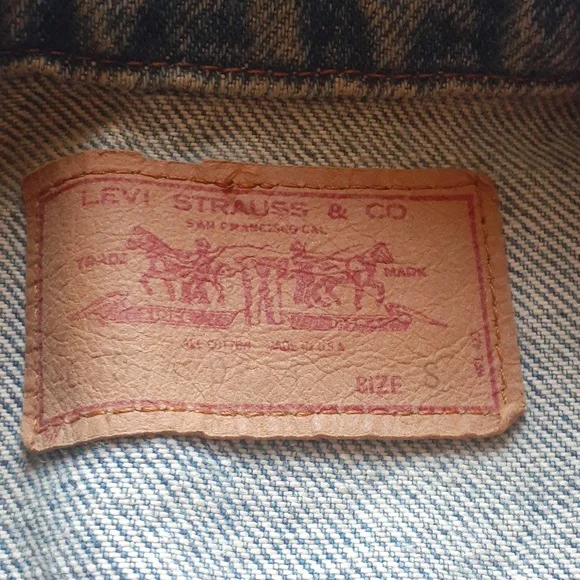 LEVI STRAUSS & CO
SAN FRANCISCO CAL
TRADE MARK
ALL COTTON MADE IN U.S.A
SIZE S